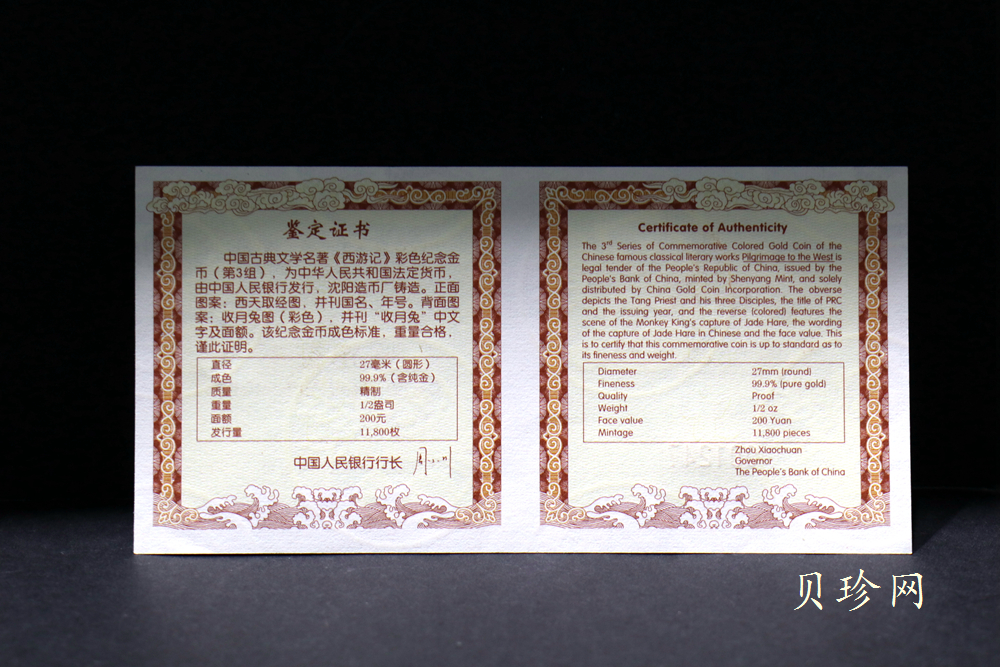 鉴定证书
中国古典文学名著《西游记》彩色纪念金
币（第3组），为中华人民共和国法定货币，
由中国人民银行发行，沈阳造币厂铸造。正面
图案：西天取经图，并刊国名、年号。背面图
案：收月兔图（彩色），并刊“收月兔”中文
字及面额。该纪念金币成色标准，重量合格，
谨此证明。
直径 27毫米（圆形）
成色 99.9%（含纯金）
质量 精制
重量 1/2盎司
面额 200元
发行量 11,800枚
中国人民银行行长
Certificate of Authenticity
The 3rd Series of Commemorative Colored Gold Coin of the
Chinese famous classical literary works Pilgrimage to the West is
legal tender of the People's Republic of China, issued by the
People's Bank of China, minted by Shenyang Mint, and solely
distributed by China Gold Coin Incorporation. The obverse
depicts the Tang Priest and his three Disciples, the title of PRC
and the issuing year, and the reverse (colored) features the
scene of the Monkey King's capture of Jade Hare, the wording
of the capture of Jade Hare in Chinese and the face value. This
is to certify that this commemorative coin is up to standard as to
its fineness and weight.
Diameter 27mm (round)
Fineness 99.9% (pure gold)
Quality Proof
Weight 1/2 oz
Face value 200 Yuan
Mintage 11,800 pieces
Zhou Xiaochuan
Governor
The People's Bank of China
贝珍网